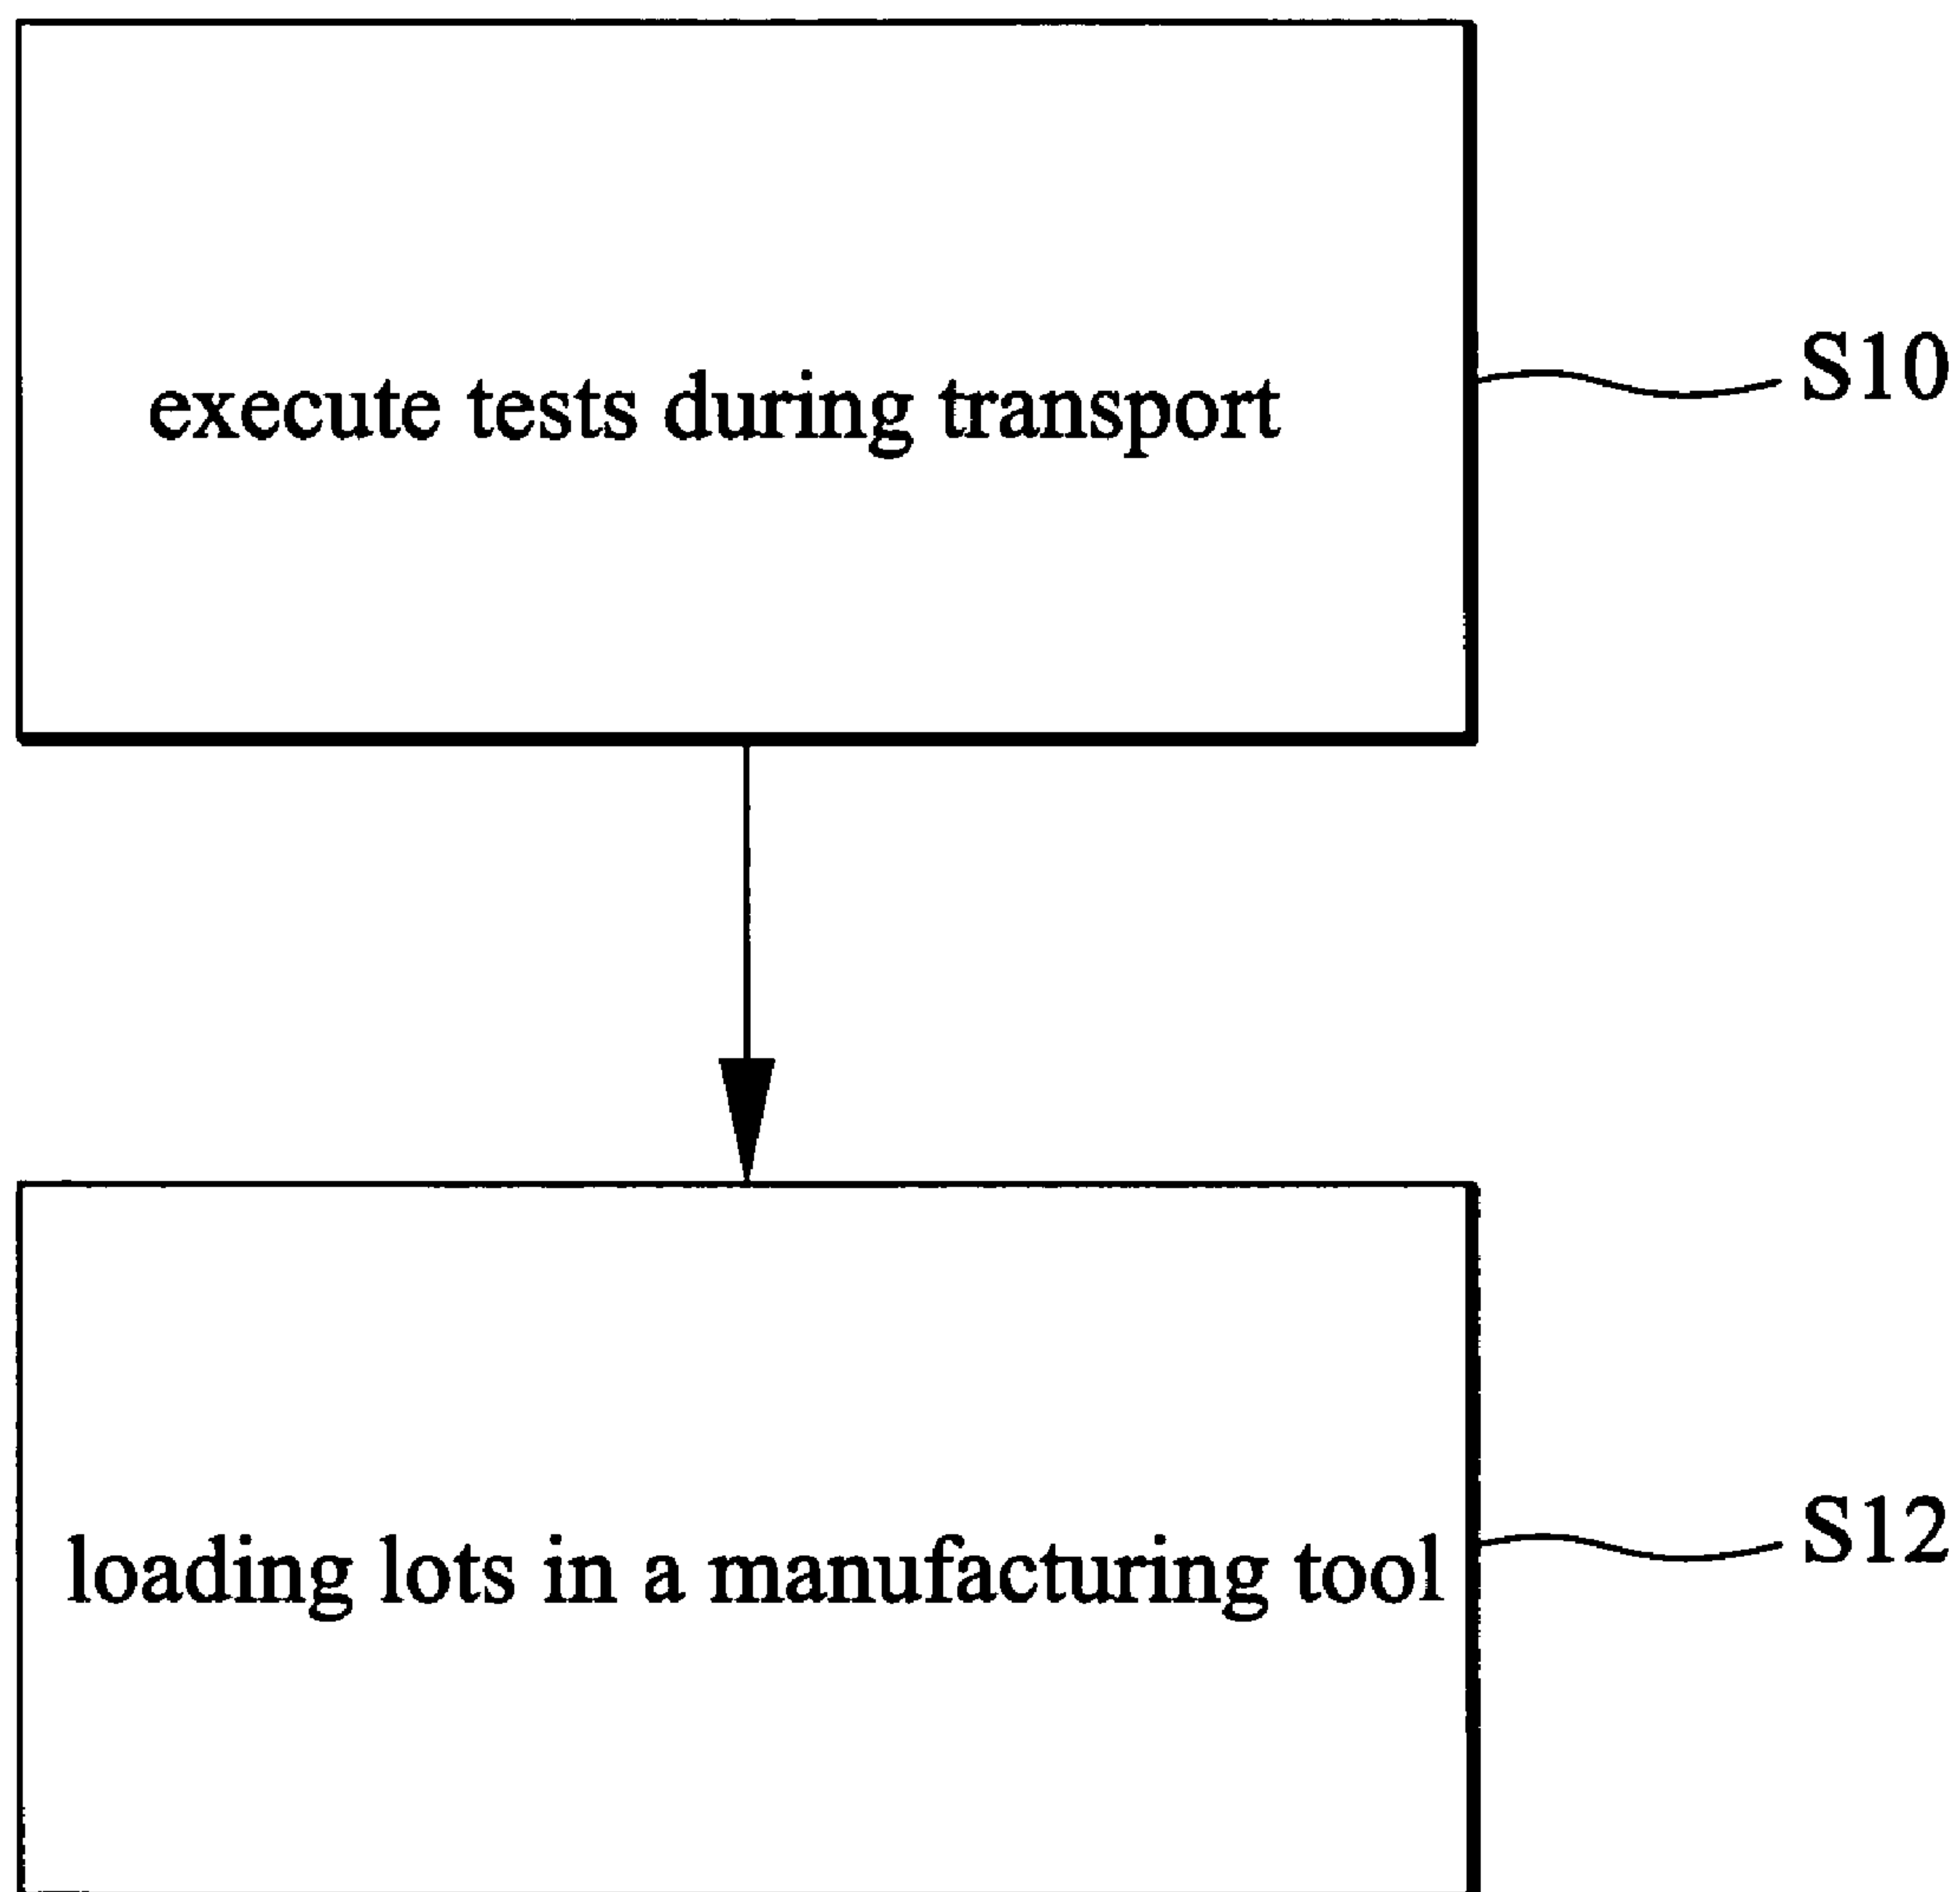 execute tests during transport
S10
loading lots in a manufacturing tool
S12